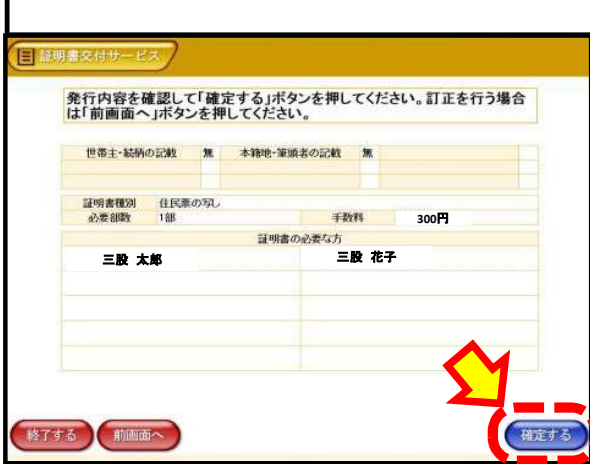 証明書交付サービス
発行内容を確認して「確定する」ボタンを押してください。訂正を行う場合
は「前画面へ」ボタンを押してください。
世帯主・続柄の記載 無 本籍地・筆頭者の記載 無
証明書種別 住民票の写し
必要部数 1部 手数料 300円
証明書の必要な方
三股 太郎 三股 花子
終了する 前画面へ 確定する